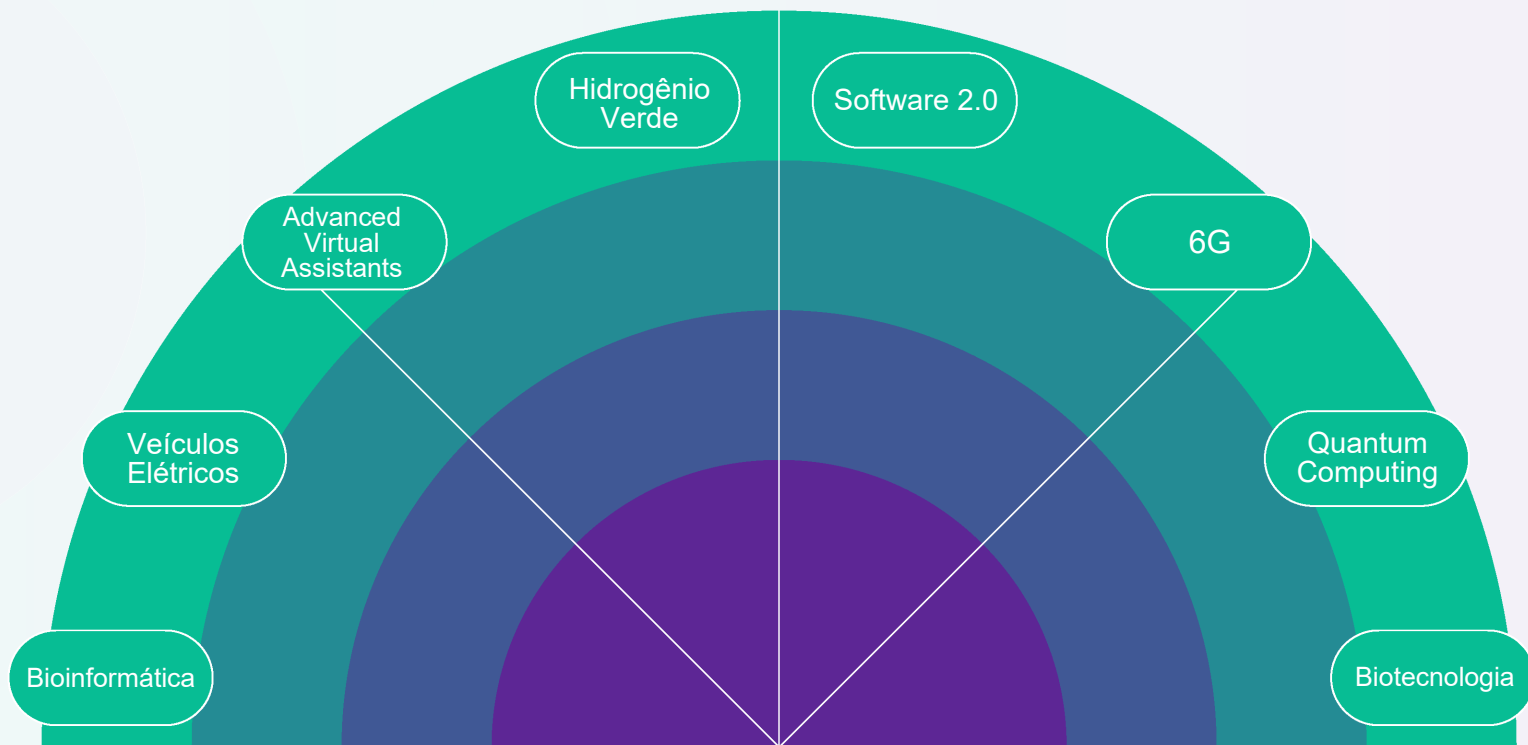 Hidrogênio
Verde
Software 2.0
Advanced
Virtual
Assistants
6G
Veículos
Elétricos
Quantum
Computing
Bioinformática
Biotecnologia